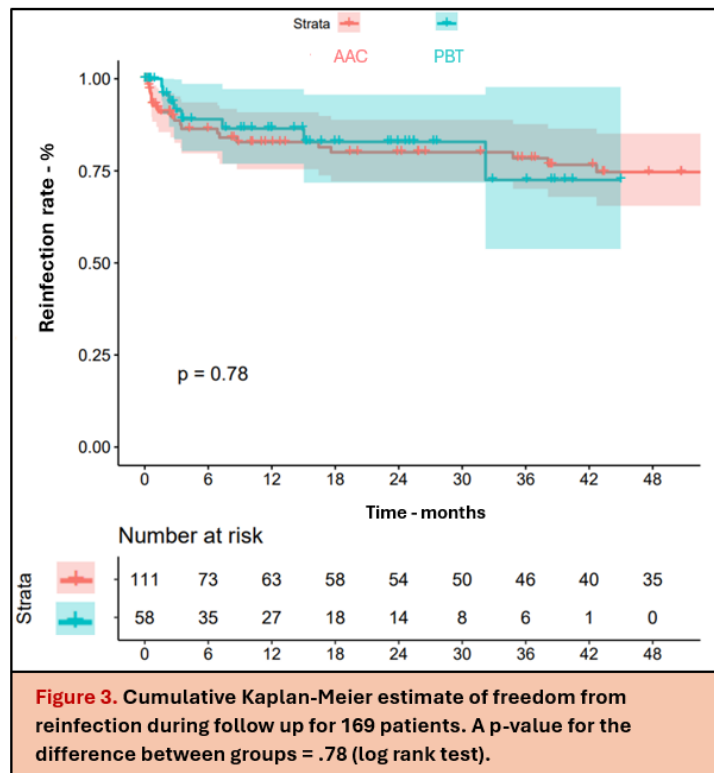 Strata
AAC PBT
1.00
0.75
0.50
0.25
0.00
Reinfection rate - %
p = 0.78
0 6 12 18 24 30 36 42 48
Time - months
Number at risk
Strata
111 73 63 58 54 50 46 40 35
58 35 27 18 14 8 6 1 0
0 6 12 18 24 30 36 42 48
Figure 3. Cumulative Kaplan-Meier estimate of freedom from
reinfection during follow up for 169 patients. A p-value for the
difference between groups = .78 (log rank test).